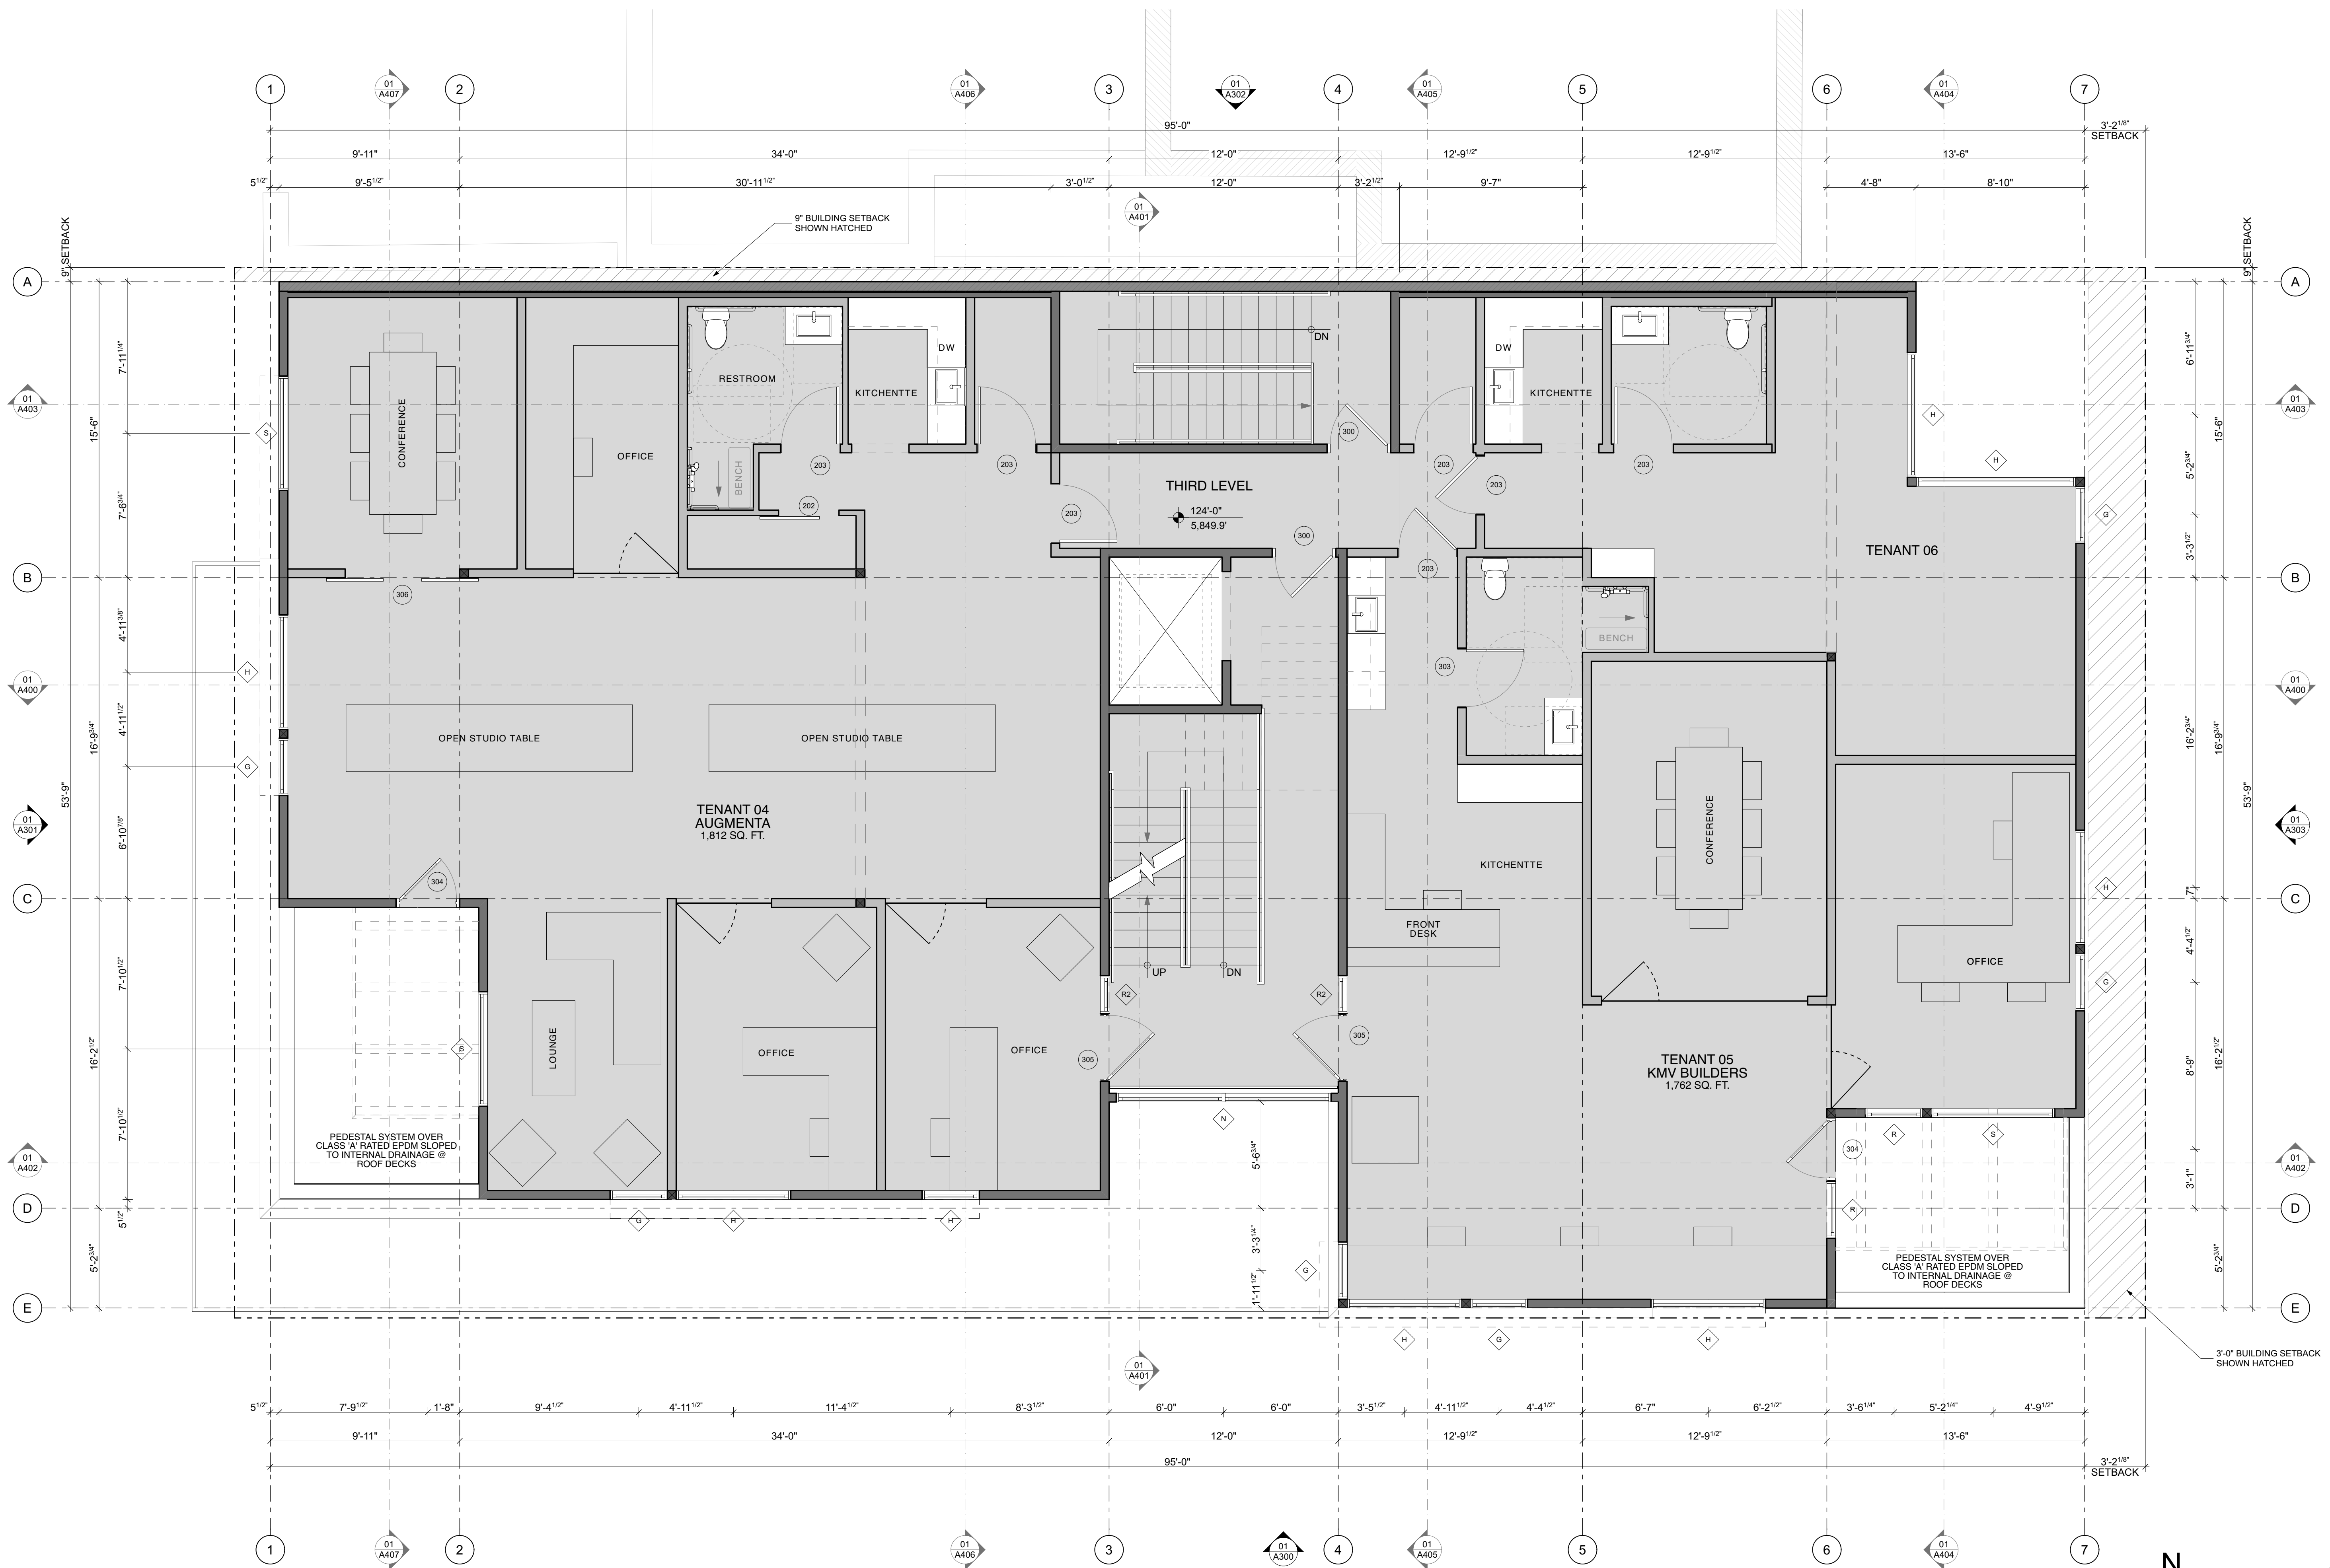 1
01
A407
2
01
A406
3
01
A302
4
01
A405
5
6
01
A404
7
95'-0"
3'-2 1/8"
SETBACK
9'-11"
34'-0"
12'-0"
12'-9 1/2"
12'-9 1/2"
13'-6"
5 1/2"
9'-5 1/2"
30'-11 1/2"
3'-0 1/2"
12'-0"
3'-2 1/2"
9'-7"
4'-8"
8'-10"
01
A401
9" BUILDING SETBACK
SHOWN HATCHED
9" SETBACK
9" SETBACK
A
A
7'-11 1/4"
15'-6"
7'-6 3/4"
4'-11 3/8"
4'-11 1/2"
16'-9 3/4"
53'-9"
6'-10 7/8"
7'-10 1/2"
16'-2 1/2"
7'-10 1/2"
5 1/2"
5'-2 3/4"
01
A403
01
A400
01
A301
01
A402
B
C
D
E
S
H
G
CONFERENCE
OFFICE
RESTROOM
BENCH
KITCHENTTE
DW
203
203
202
203
306
DN
300
THIRD LEVEL
124'-0"
5,849.9'
300
DW
KITCHENTTE
203
203
203
203
TENANT 06
H
H
G
BENCH
303
OPEN STUDIO TABLE
OPEN STUDIO TABLE
TENANT 04
AUGMENTA
1,812 SQ. FT.
304
LOUNGE
S
OFFICE
OFFICE
305
R2
UP
DN
R2
305
N
PEDESTAL SYSTEM OVER
CLASS 'A' RATED EPDM SLOPED
TO INTERNAL DRAINAGE @
ROOF DECKS
G
H
H
KITCHENTTE
FRONT
DESK
CONFERENCE
OFFICE
TENANT 05
KMV BUILDERS
1,762 SQ. FT.
H
G
R
S
304
R
PEDESTAL SYSTEM OVER
CLASS 'A' RATED EPDM SLOPED
TO INTERNAL DRAINAGE @
ROOF DECKS
5'-6 3/4"
3'-3 1/4"
1'-11 1/2"
G
H
G
H
6'-11 3/4"
5'-2 3/4"
15'-6"
3'-3 1/2"
16'-2 3/4"
16'-9 3/4"
53'-9"
7"
4'-4 1/2"
8'-9"
16'-2 1/2"
3'-1"
5'-2 3/4"
01
A403
B
01
A400
01
A303
C
01
A402
D
E
3'-0" BUILDING SETBACK
SHOWN HATCHED
01
A401
5 1/2"
7'-9 1/2"
1'-8"
9'-4 1/2"
4'-11 1/2"
11'-4 1/2"
8'-3 1/2"
6'-0"
6'-0"
3'-5 1/2"
4'-11 1/2"
4'-4 1/2"
6'-7"
6'-2 1/2"
3'-6 1/4"
5'-2 1/4"
4'-9 1/2"
9'-11"
34'-0"
12'-0"
12'-9 1/2"
12'-9 1/2"
13'-6"
95'-0"
3'-2 1/8"
SETBACK
1
01
A407
2
01
A406
3
01
A300
4
01
A405
5
6
01
A404
7
N